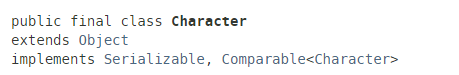 public final class Character
extends Object
implements Serializable, Comparable<Character>